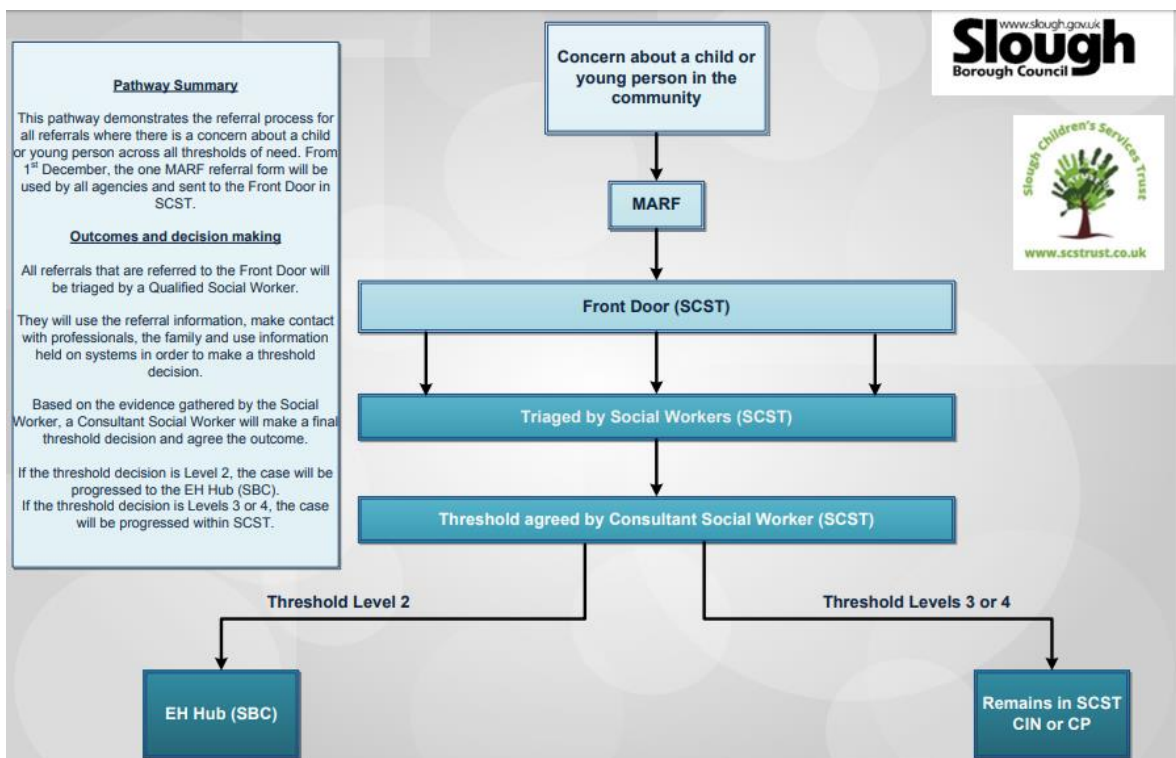 Pathway Summary
This pathway demonstrates the referral process for
all referrals where there is a concern about a child
or young person across all thresholds of need. From
1st December, the one MARF referral form will be
used by all agencies and sent to the Front Door in
SCST.
Outcomes and decision making
All referrals that are referred to the Front Door will
be triaged by a Qualified Social Worker.
They will use the referral information, make contact
with professionals, the family and use information
held on systems in order to make a threshold
decision.
Based on the evidence gathered by the Social
Worker, a Consultant Social Worker will make a final
threshold decision and agree the outcome.
If the threshold decision is Level 2, the case will be
progressed to the EH Hub (SBC).
If the threshold decision is Levels 3 or 4, the case
will be progressed within SCST.
Concern about a child or
young person in the
community
www.slough.gov.uk
Slough
Borough Council
Slough Children's Services Trust
www.scstrust.co.uk
MARF
Front Door (SCST)
Triaged by Social Workers (SCST)
Threshold agreed by Consultant Social Worker (SCST)
Threshold Level 2
Threshold Levels 3 or 4
EH Hub (SBC)
Remains in SCST
CIN or CP